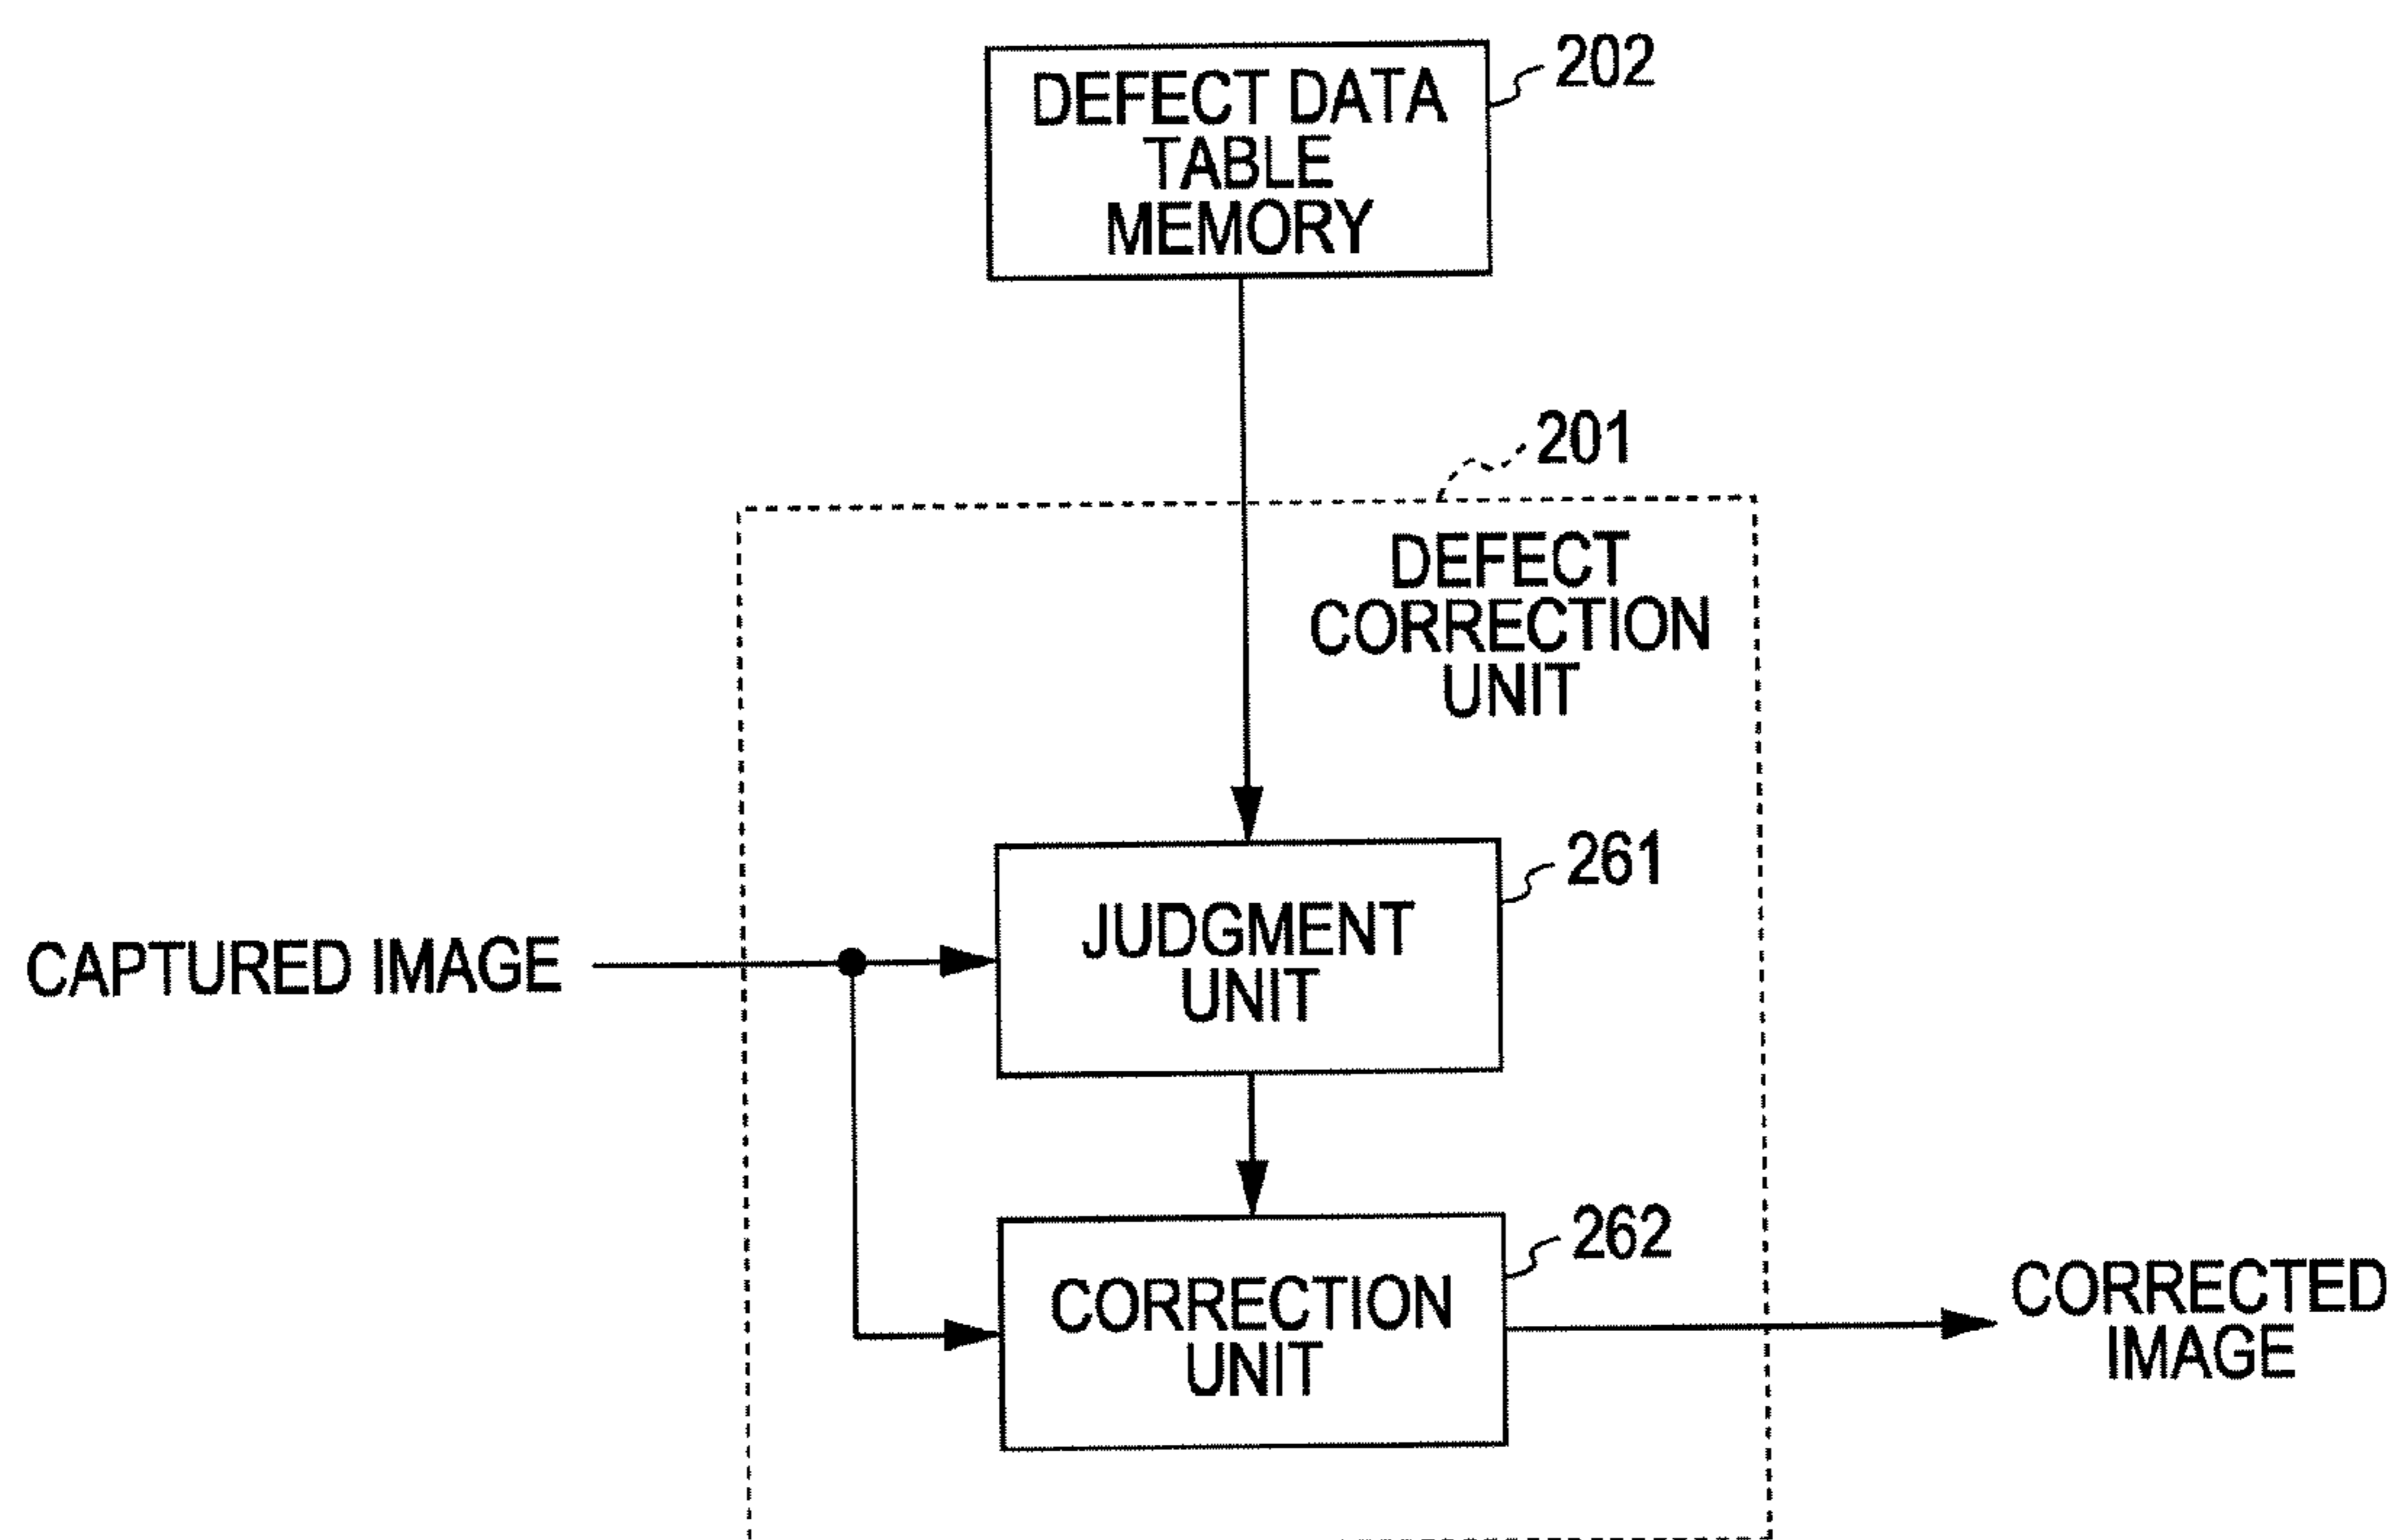 DEFECT DATA
TABLE
MEMORY
202
201
DEFECT
CORRECTION
UNIT
261
JUDGMENT
UNIT
CAPTURED IMAGE
262
CORRECTION
UNIT
CORRECTED
IMAGE